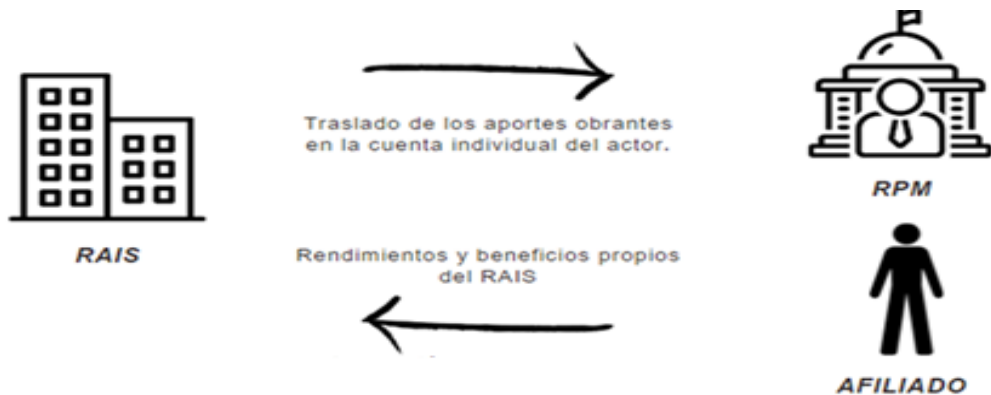 Traslado de los aportes obrantes
en la cuenta individual del actor.
RPM
RAIS
Rendimientos y beneficios propios
del RAIS
AFILIADO